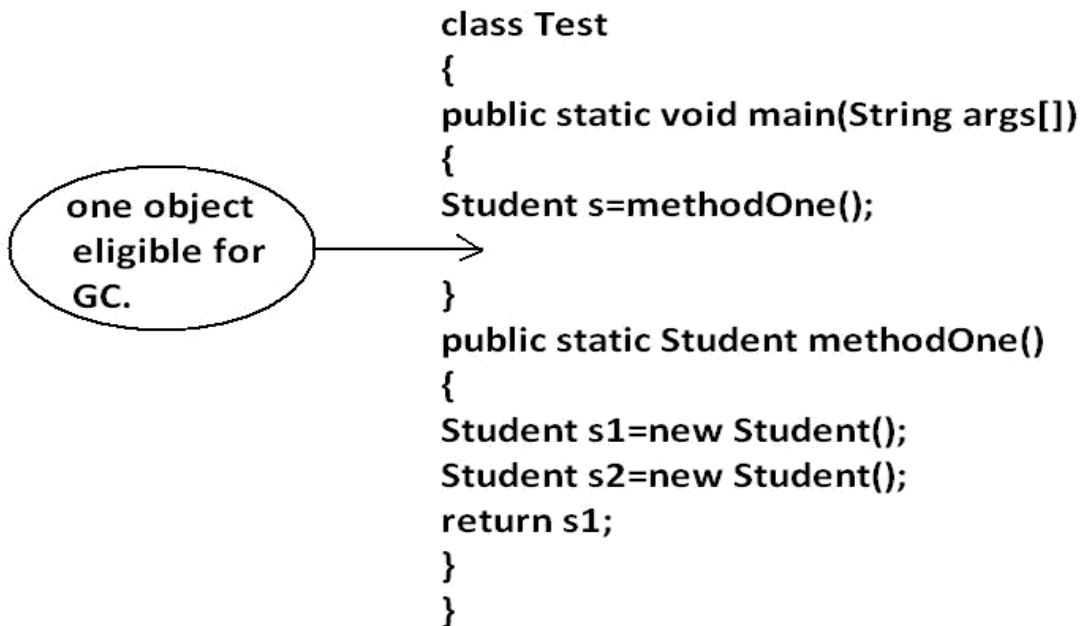 class Test
{
public static void main(String args[])
{
Student s=methodOne();
one object
eligible for
GC.
}
public static Student methodOne()
{
Student s1=new Student();
Student s2=new Student();
return s1;
}
}